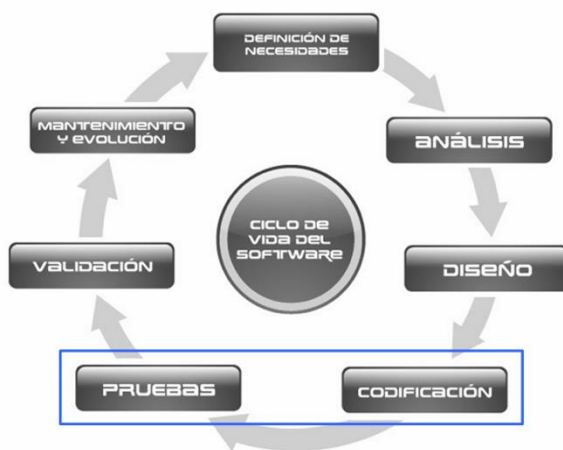 DEFINICIÓN DE
NECESIDADES
ANÁLISIS
DISEÑO
CODIFICACIÓN
PRUEBAS
VALIDACIÓN
MANTENIMIENTO
Y EVOLUCIÓN
CICLO DE
VIDA DEL
SOFTWARE